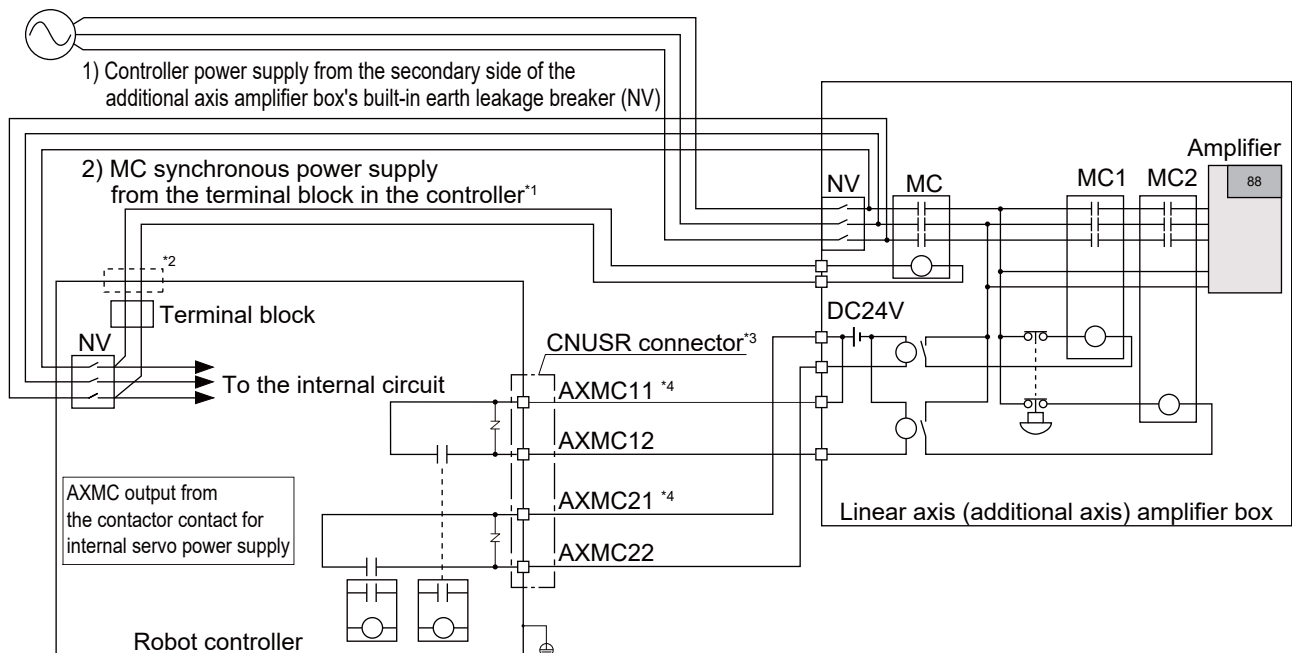 1) Controller power supply from the secondary side of the
additional axis amplifier box's built-in earth leakage breaker (NV)
2) MC synchronous power supply
from the terminal block in the controller*1
Amplifier
NV
MC
MC1
MC2
88
*2
Terminal block
NV
To the internal circuit
DC24V
CNUSR connector*3
AXMC11 *4
AXMC12
AXMC21 *4
AXMC22
AXMC output from
the contactor contact for
internal servo power supply
Linear axis (additional axis) amplifier box
Robot controller